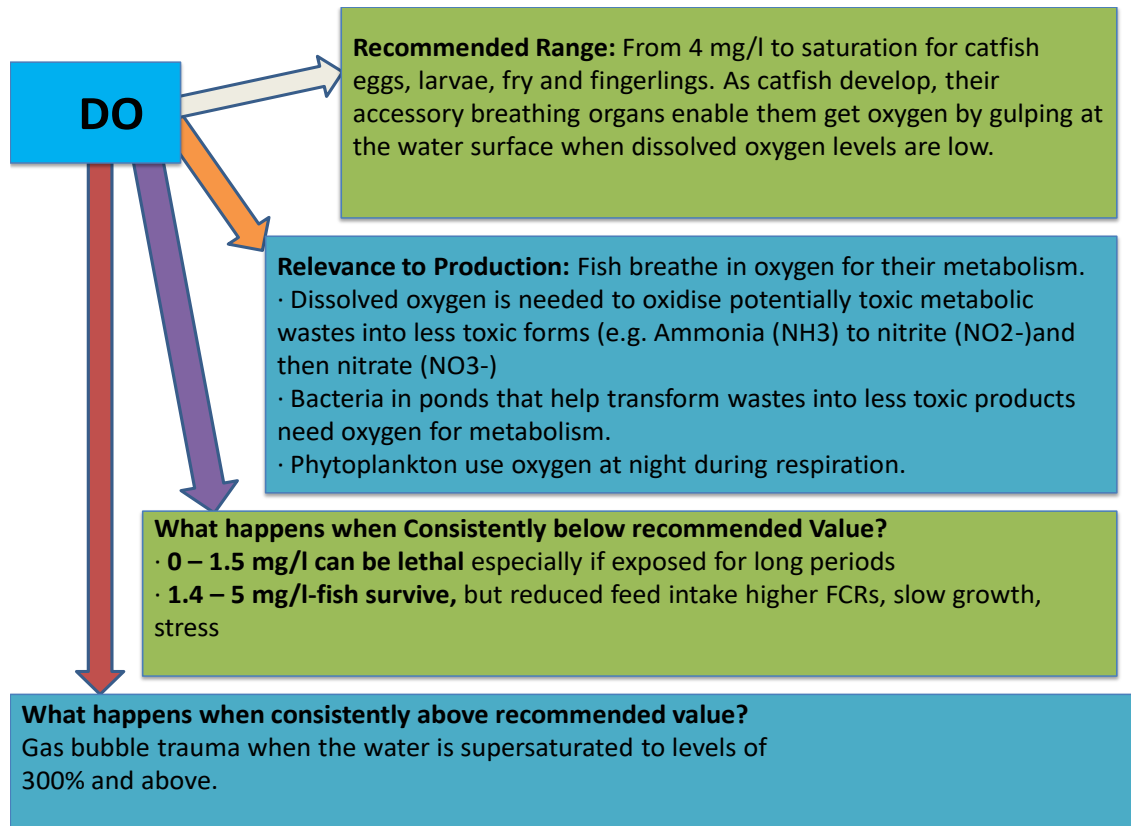 DO
Recommended Range: From 4 mg/l to saturation for catfish
eggs, larvae, fry and fingerlings. As catfish develop, their
accessory breathing organs enable them get oxygen by gulping at
the water surface when dissolved oxygen levels are low.
Relevance to Production: Fish breathe in oxygen for their metabolism.
· Dissolved oxygen is needed to oxidise potentially toxic metabolic
wastes into less toxic forms (e.g. Ammonia (NH3) to nitrite (NO2-)and
then nitrate (NO3-)
· Bacteria in ponds that help transform wastes into less toxic products
need oxygen for metabolism.
· Phytoplankton use oxygen at night during respiration.
What happens when Consistently below recommended Value?
· 0 – 1.5 mg/l can be lethal especially if exposed for long periods
· 1.4 – 5 mg/l-fish survive, but reduced feed intake higher FCRs, slow growth,
stress
What happens when consistently above recommended value?
Gas bubble trauma when the water is supersaturated to levels of
300% and above.